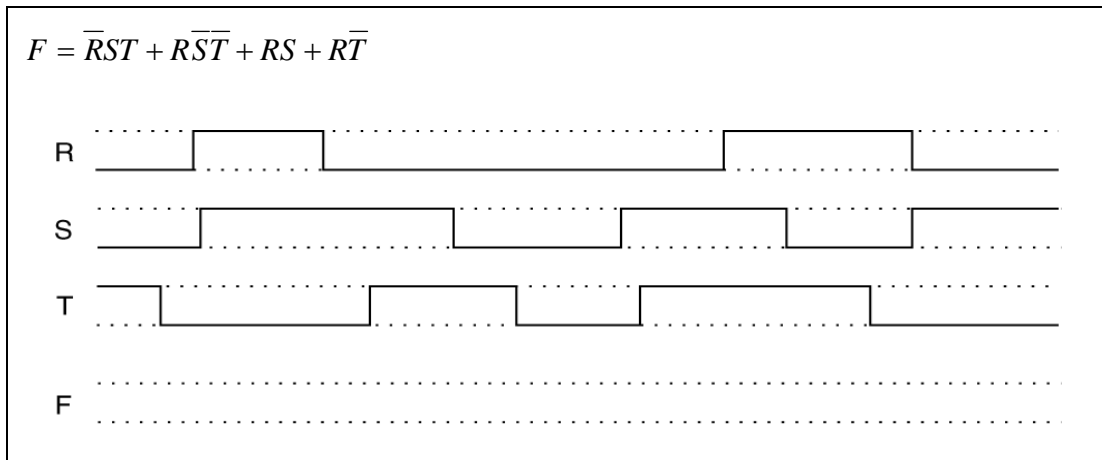 F = R̅ST + RS̅T̅ + RS + RT̅
R
S
T
F